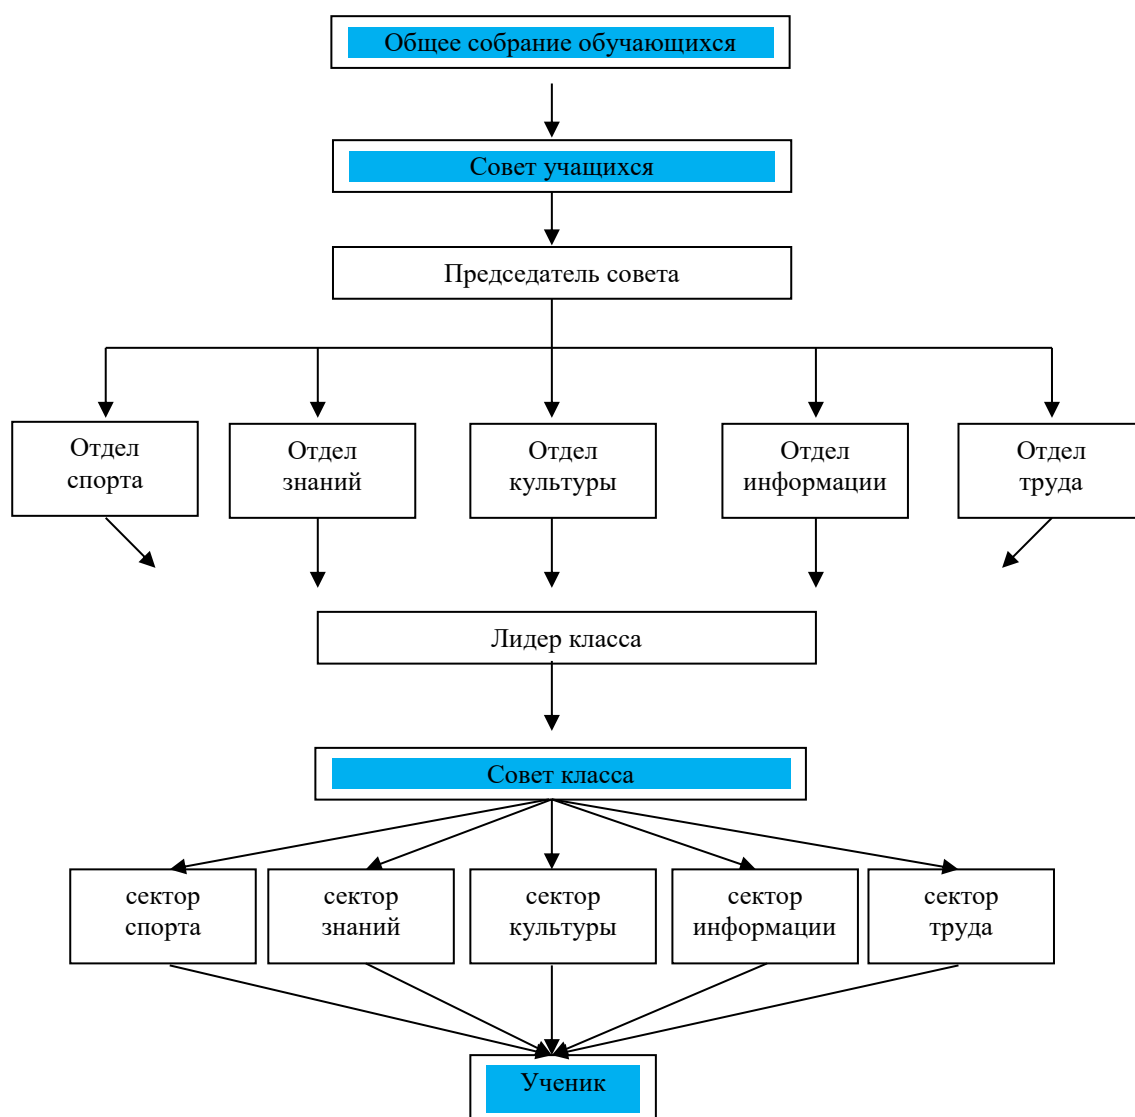 Общее собрание обучающихся
Совет учащихся
Председатель совета
Отдел
спорта
Отдел
знаний
Отдел
культуры
Отдел
информации
Отдел
труда
Лидер класса
Совет класса
сектор
спорта
сектор
знаний
сектор
культуры
сектор
информации
сектор
труда
Ученик